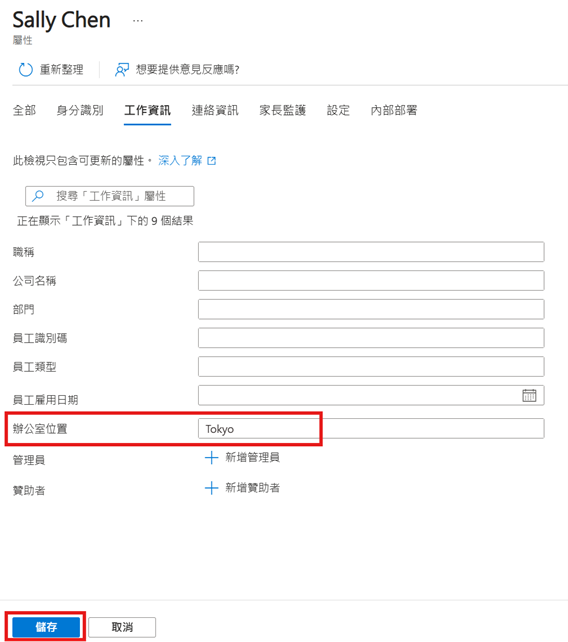 Sally Chen ...
屬性
重新整理 想要提供意見反應嗎?
全部 身分識別 工作資訊 連絡資訊 家長監護 設定 內部部署
此檢視只包含可更新的屬性。 深入了解
搜尋「工作資訊」屬性
正在顯示「工作資訊」下的 9 個結果
職稱
公司名稱
部門
員工識別碼
員工類型
員工雇用日期
辦公室位置 Tokyo
管理員 新增管理員
贊助者 新增贊助者
儲存 取消